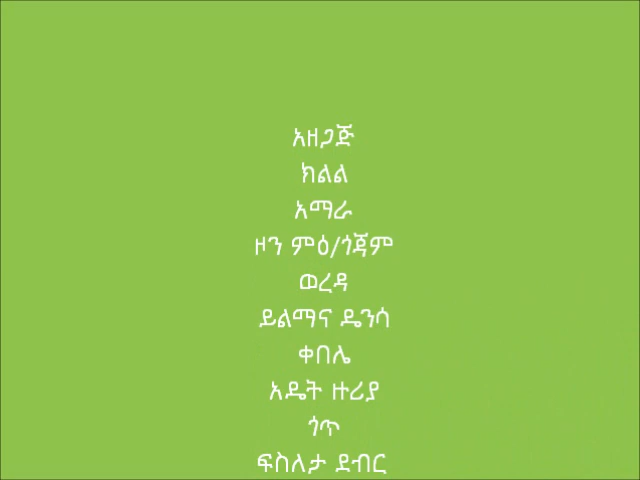 አዘጋጅ
ክልል
አማራ
ዞን ምዕ/ጎጃም
ወረዳ
ይልማና ዴንሳ
ቀበሌ
አዴት ዙሪያ
ጎጥ
ፍስለታ ደብር